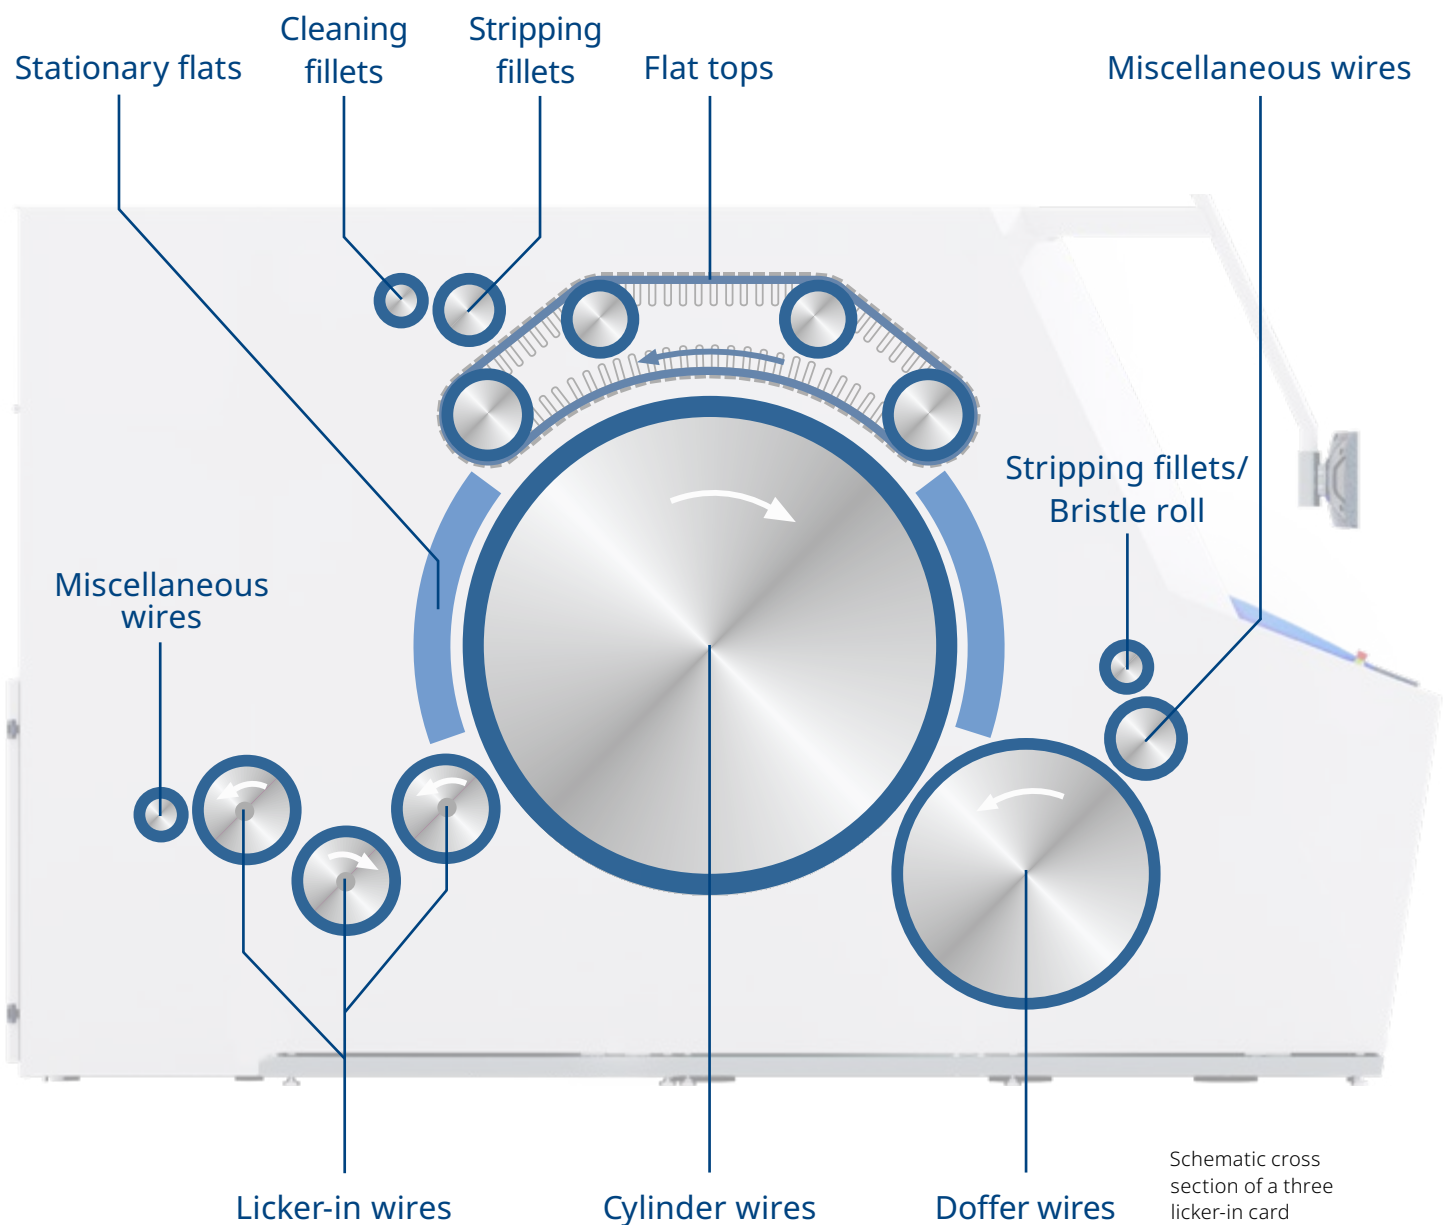 Cleaning
fillets
Stripping
fillets
Stationary flats
Flat tops
Miscellaneous wires
Stripping fillets/
Bristle roll
Miscellaneous
wires
Licker-in wires
Cylinder wires
Doffer wires
Schematic cross
section of a three
licker-in card